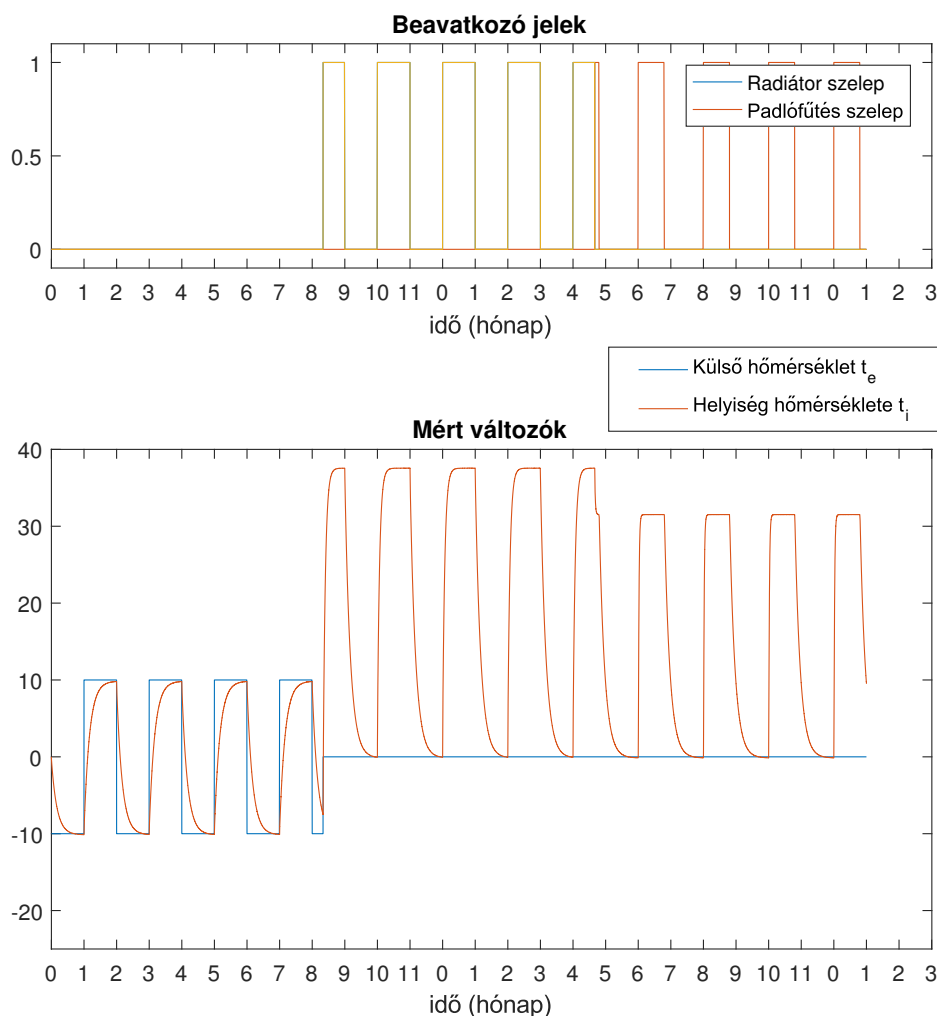 Beavatkozó jelek
1
0.5
0
Radiátor szelep
Padlófűtés szelep
0 1 2 3 4 5 6 7 8 9 10 11 0 1 2 3 4 5 6 7 8 9 10 11 0 1 2 3
idő (hónap)
Külső hőmérséklet t_e
Helyiség hőmérséklete t_i
Mért változók
40
30
20
10
0
-10
-20
0 1 2 3 4 5 6 7 8 9 10 11 0 1 2 3 4 5 6 7 8 9 10 11 0 1 2 3
idő (hónap)